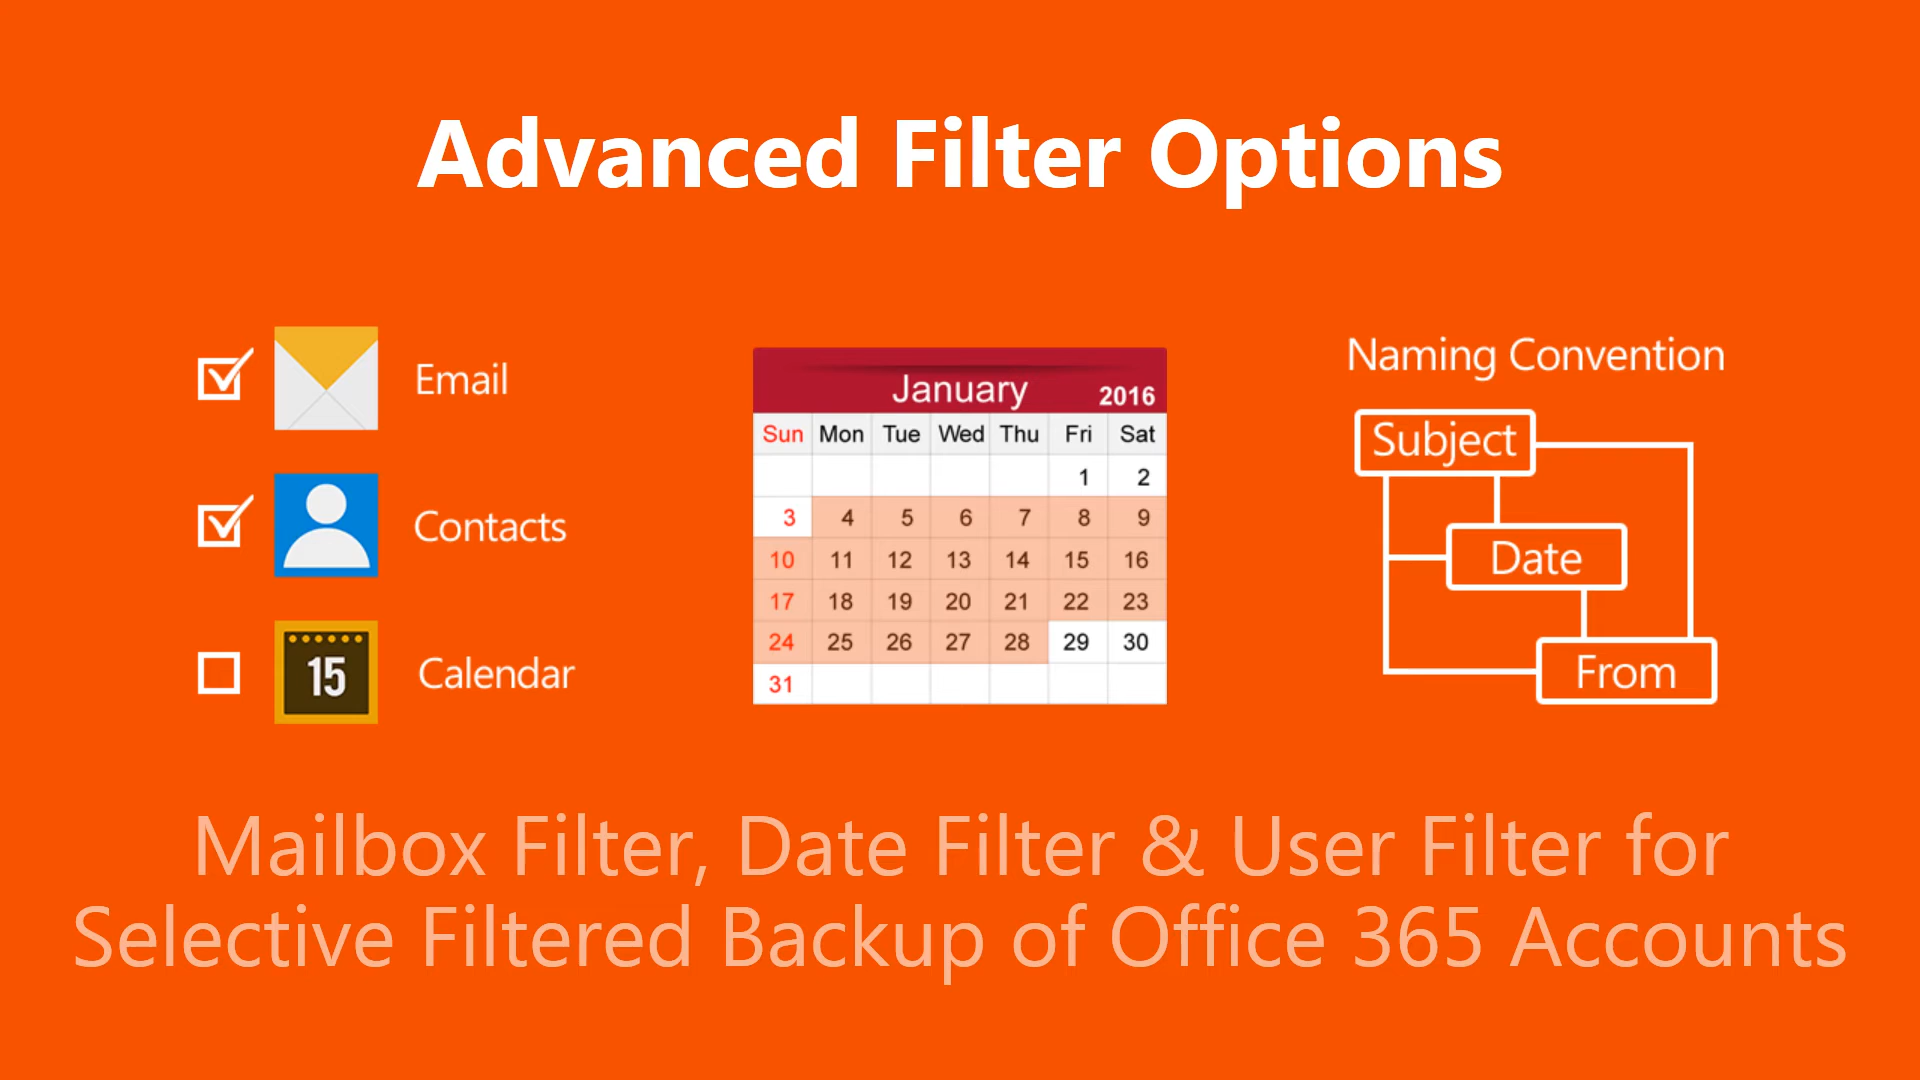 Advanced Filter Options
Email
Contacts
15
Calendar
January 2016
Sun Mon Tue Wed Thu Fri Sat
1 2
3 4 5 6 7 8 9
10 11 12 13 14 15 16
17 18 19 20 21 22 23
24 25 26 27 28 29 30
31
Naming Convention
Subject
Date
From
Mailbox Filter, Date Filter & User Filter for
Selective Filtered Backup of Office 365 Accounts